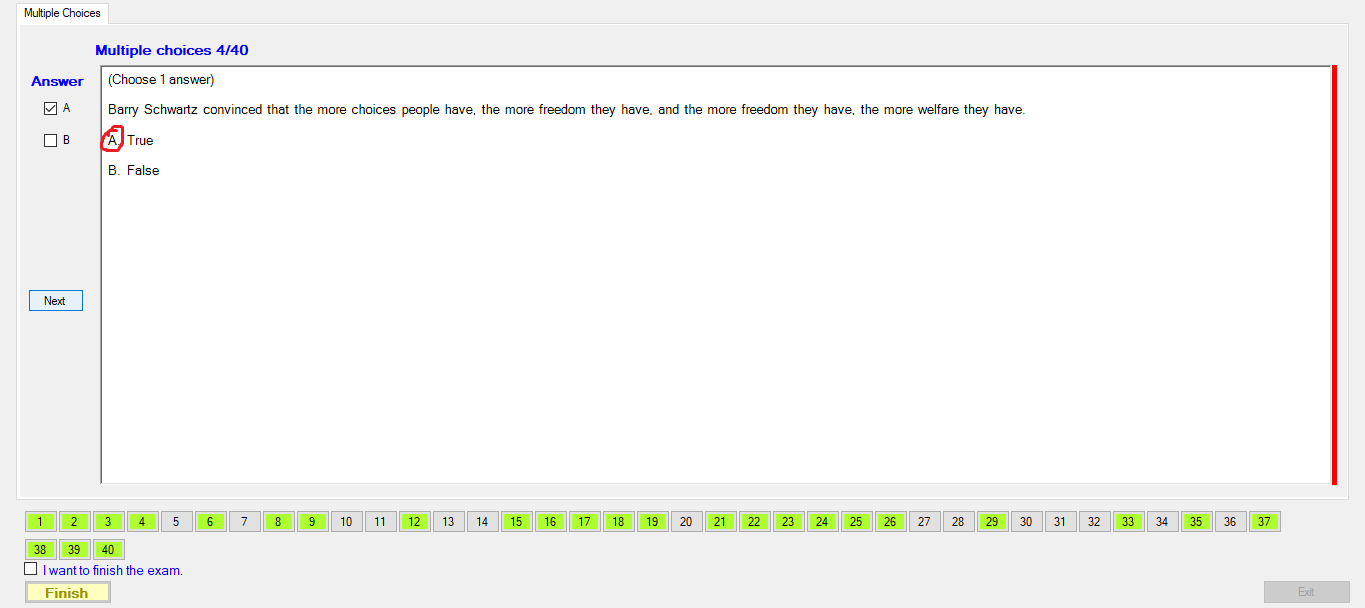 Multiple Choices
Multiple choices 4/40
Answer
(Choose 1 answer)
A
Barry Schwartz convinced that the more choices people have, the more freedom they have, and the more freedom they have, the more welfare they have.
B
A. True
B. False
Next
1 2 3 4 5 6 7 8 9 10 11 12 13 14 15 16 17 18 19 20 21 22 23 24 25 26 27 28 29 30 31 32 33 34 35 36 37
38 39 40
I want to finish the exam.
Finish
Exit